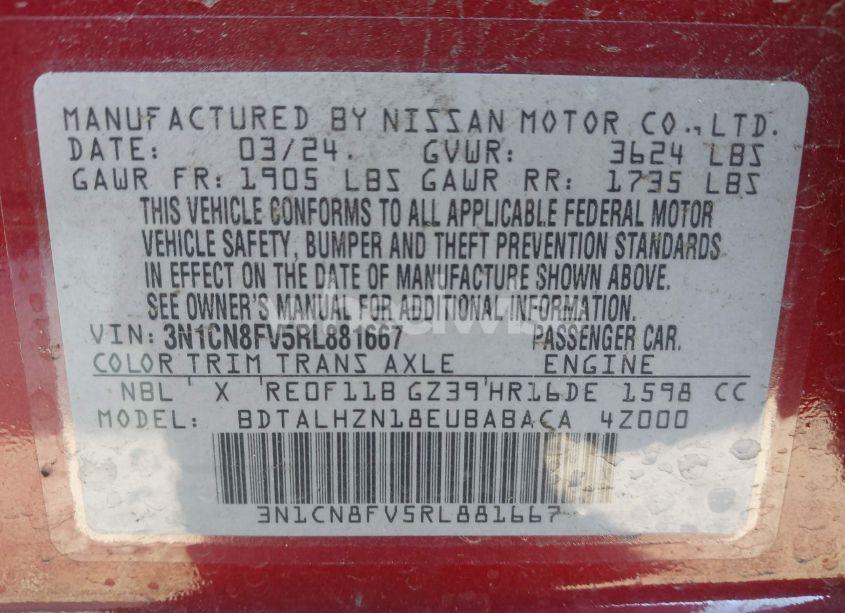 MANUFACTURED BY NISSAN MOTOR CO., LTD.
DATE: 03/24. GVWR: 3624 LBS
GAWR FR: 1905 LBS GAWR RR: 1735 LBS
THIS VEHICLE CONFORMS TO ALL APPLICABLE FEDERAL MOTOR
VEHICLE SAFETY, BUMPER AND THEFT PREVENTION STANDARDS
IN EFFECT ON THE DATE OF MANUFACTURE SHOWN ABOVE.
SEE OWNER'S MANUAL FOR ADDITIONAL INFORMATION.
VIN: 3N1CN8FV5RL881667 PASSENGER CAR.
COLOR TRIM TRANS AXLE ENGINE
NBL X RE0F11B GZ39 HR16DE 1598 CC
MODEL: BDTALHZN18EUBABACA 4Z000
3N1CN8FV5RL881667